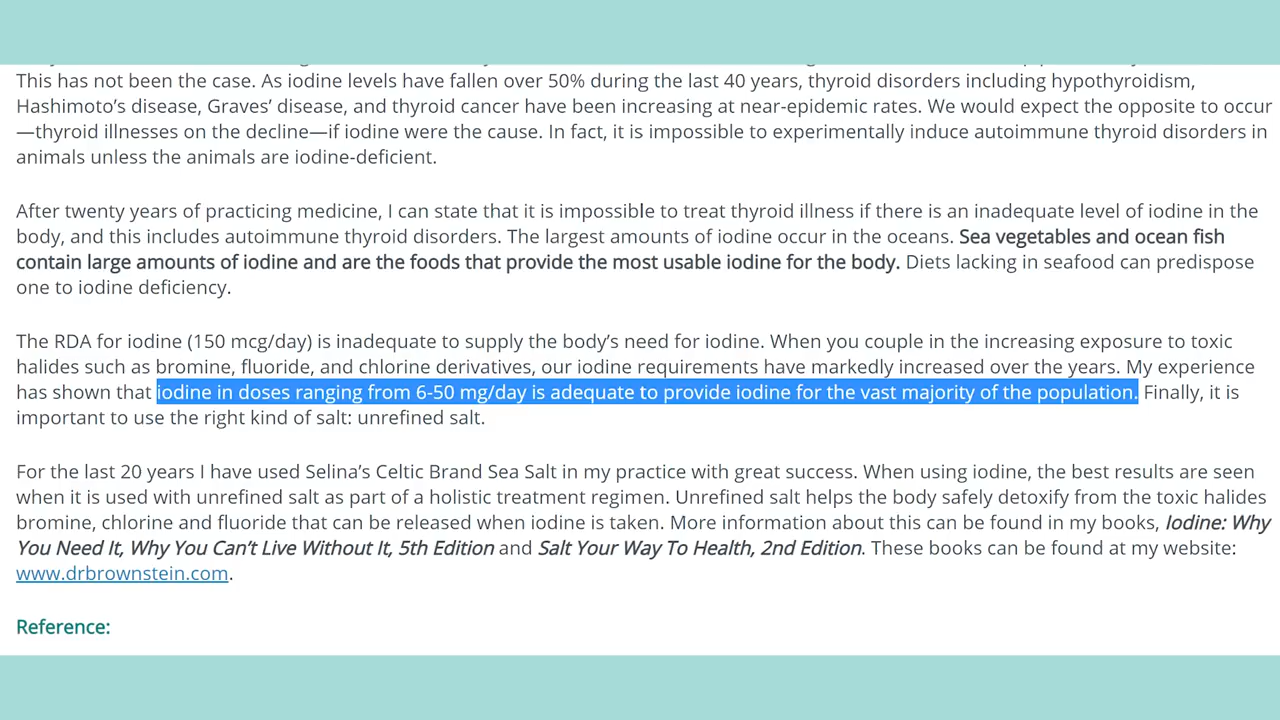 This has not been the case. As iodine levels have fallen over 50% during the last 40 years, thyroid disorders including hypothyroidism,
Hashimoto’s disease, Graves’ disease, and thyroid cancer have been increasing at near-epidemic rates. We would expect the opposite to occur
—thyroid illnesses on the decline—if iodine were the cause. In fact, it is impossible to experimentally induce autoimmune thyroid disorders in
animals unless the animals are iodine-deficient.
After twenty years of practicing medicine, I can state that it is impossible to treat thyroid illness if there is an inadequate level of iodine in the
body, and this includes autoimmune thyroid disorders. The largest amounts of iodine occur in the oceans. Sea vegetables and ocean fish
contain large amounts of iodine and are the foods that provide the most usable iodine for the body. Diets lacking in seafood can predispose
one to iodine deficiency.
The RDA for iodine (150 mcg/day) is inadequate to supply the body’s need for iodine. When you couple in the increasing exposure to toxic
halides such as bromine, fluoride, and chlorine derivatives, our iodine requirements have markedly increased over the years. My experience
has shown that iodine in doses ranging from 6-50 mg/day is adequate to provide iodine for the vast majority of the population. Finally, it is
important to use the right kind of salt: unrefined salt.
For the last 20 years I have used Selina’s Celtic Brand Sea Salt in my practice with great success. When using iodine, the best results are seen
when it is used with unrefined salt as part of a holistic treatment regimen. Unrefined salt helps the body safely detoxify from the toxic halides
bromine, chlorine and fluoride that can be released when iodine is taken. More information about this can be found in my books, Iodine: Why
You Need It, Why You Can’t Live Without It, 5th Edition and Salt Your Way To Health, 2nd Edition. These books can be found at my website:
www.drbrownstein.com.
Reference: